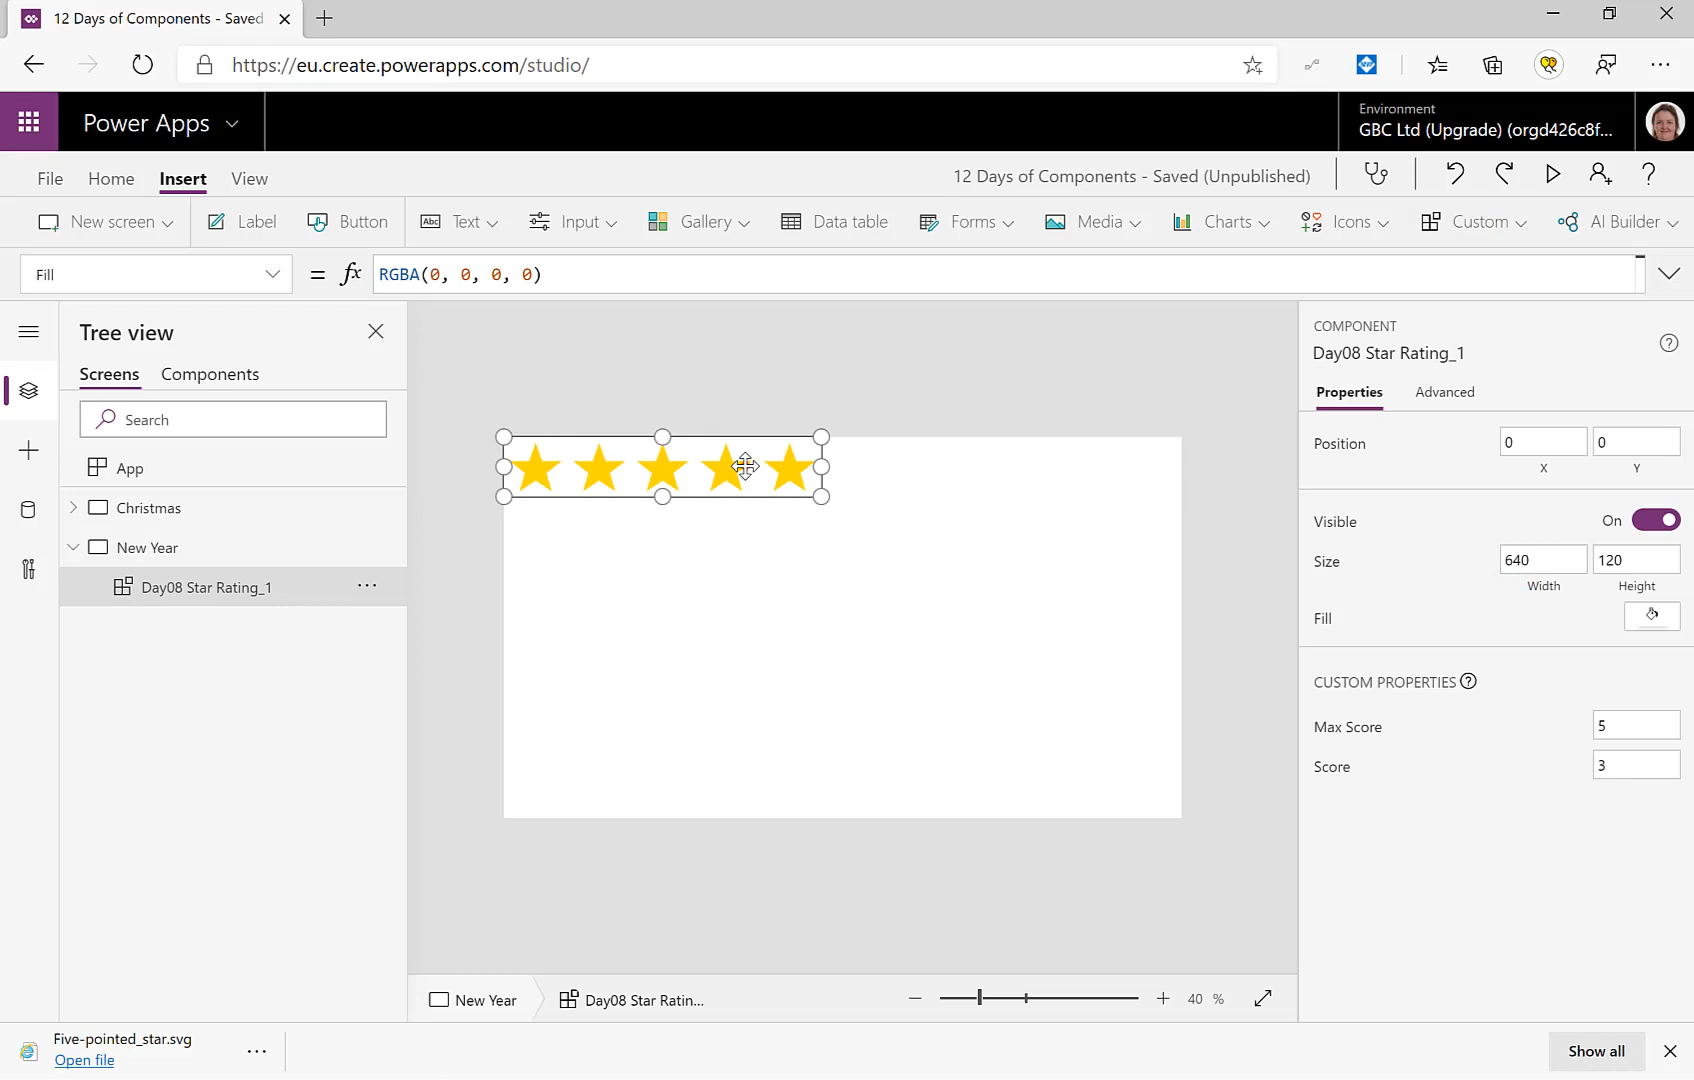 12 Days of Components - Saved
https://eu.create.powerapps.com/studio/
Power Apps
Environment
GBC Ltd (Upgrade) (orgd426c8f...
File Home Insert View
12 Days of Components - Saved (Unpublished)
New screen Label Button Text Input Gallery Data table Forms Media Charts Icons Custom AI Builder
Fill = fx RGBA(0, 0, 0, 0)
Tree view
Screens Components
Search
App
Christmas
New Year
Day08 Star Rating_1
COMPONENT
Day08 Star Rating_1
Properties Advanced
Position 0 0
X Y
Visible On
Size 640 120
Width Height
Fill
CUSTOM PROPERTIES
Max Score 5
Score 3
New Year Day08 Star Ratin... 40 %
Five-pointed_star.svg
Open file
Show all